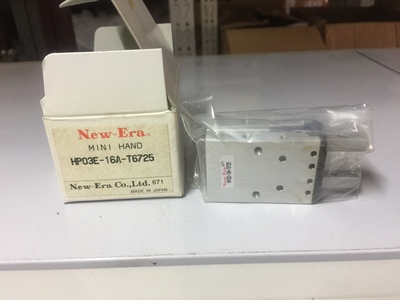 New-Era®
MINI HAND
HP03E-16A-T6725
New-Era Co.,Ltd. 671
MADE IN JAPAN